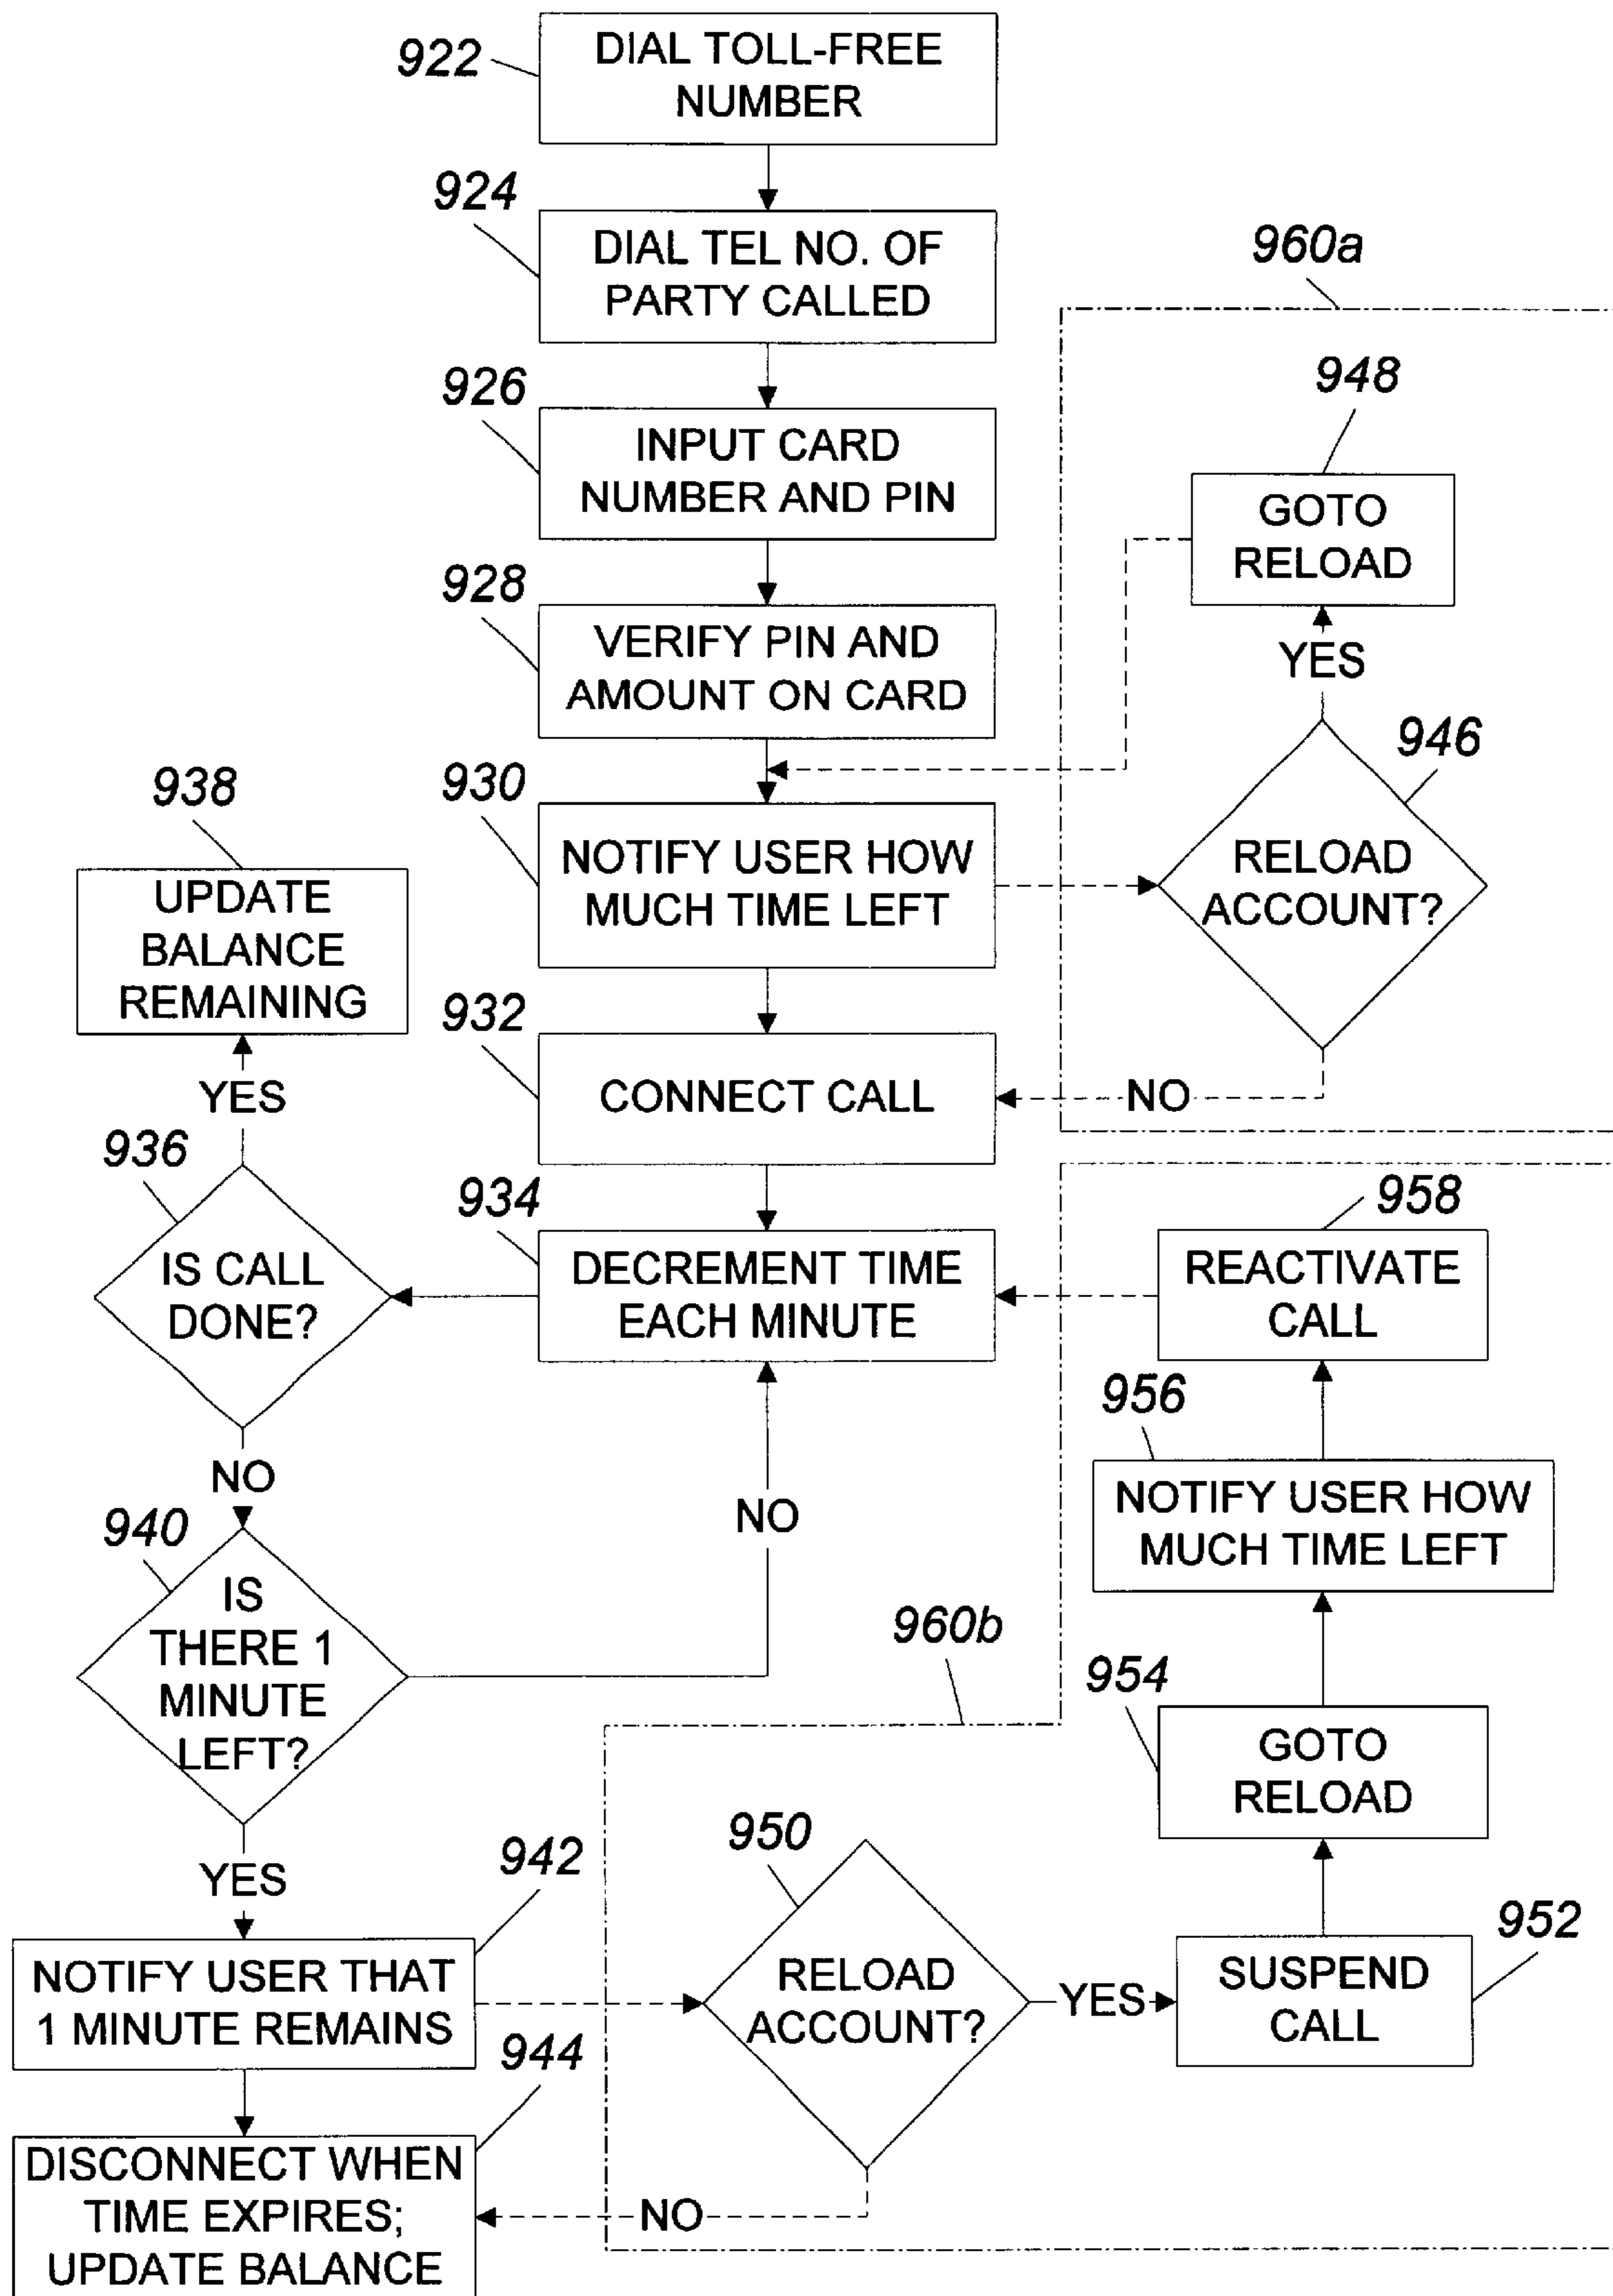 922
DIAL TOLL-FREE
NUMBER
924
DIAL TEL NO. OF
PARTY CALLED
960a
926
INPUT CARD
NUMBER AND PIN
948
GOTO
RELOAD
928
VERIFY PIN AND
AMOUNT ON CARD
YES
946
938
930
UPDATE
BALANCE
REMAINING
NOTIFY USER HOW
MUCH TIME LEFT
RELOAD
ACCOUNT?
932
YES
CONNECT CALL
NO
936
934
958
IS CALL
DONE?
DECREMENT TIME
EACH MINUTE
REACTIVATE
CALL
956
NO
NO
NOTIFY USER HOW
MUCH TIME LEFT
940
IS
THERE 1
MINUTE
LEFT?
960b
954
GOTO
RELOAD
YES
942
950
952
NOTIFY USER THAT
1 MINUTE REMAINS
RELOAD
ACCOUNT?
YES
SUSPEND
CALL
944
DISCONNECT WHEN
TIME EXPIRES;
UPDATE BALANCE
NO